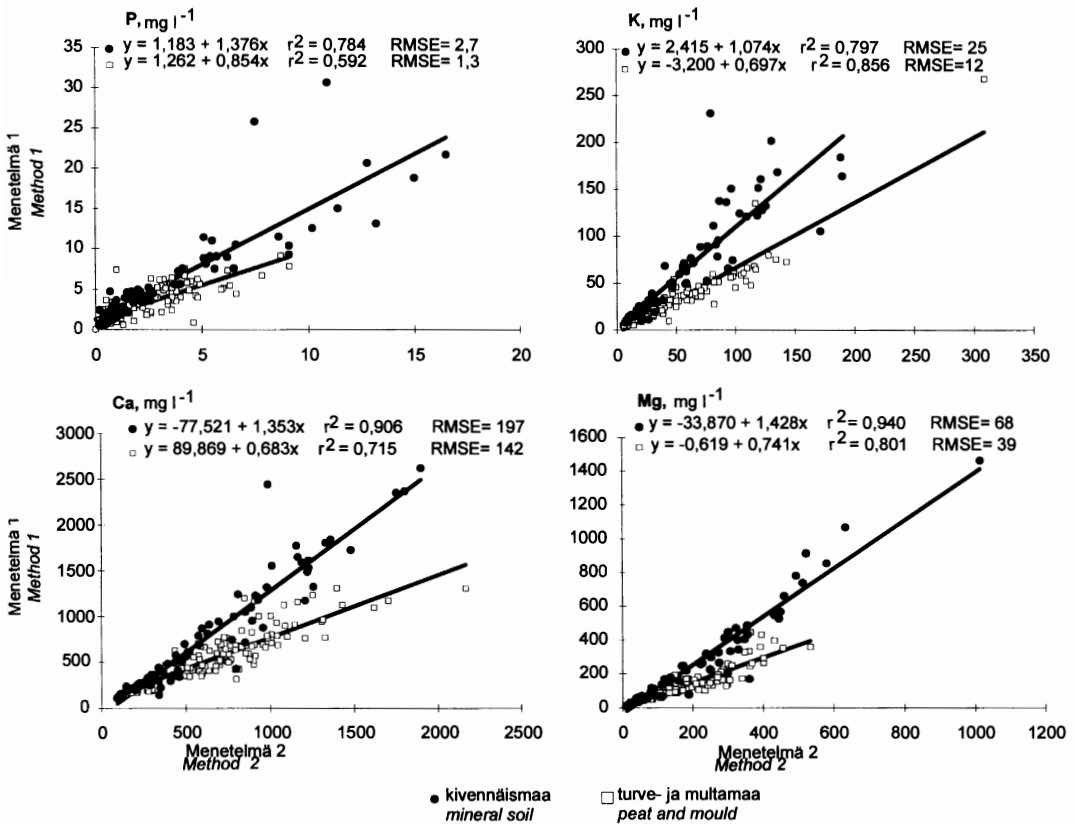 P, mg l-1
● y = 1,183 + 1,376x r2 = 0,784 RMSE= 2,7
□ y = 1,262 + 0,854x r2 = 0,592 RMSE= 1,3
35
30
25
20
15
10
5
0
0 5 10 15 20
Menetelmä 1
Method 1
K, mg l-1
● y = 2,415 + 1,074x r2 = 0,797 RMSE= 25
□ y = -3,200 + 0,697x r2 = 0,856 RMSE=12
300
250
200
150
100
50
0
0 50 100 150 200 250 300 350
Ca, mg l-1
● y = -77,521 + 1,353x r2 = 0,906 RMSE= 197
□ y = 89,869 + 0,683x r2 = 0,715 RMSE= 142
3000
2500
2000
1500
1000
500
0
0 500 1000 1500 2000 2500
Menetelmä 1
Method 1
Menetelmä 2
Method 2
Mg, mg l-1
● y = -33,870 + 1,428x r2 = 0,940 RMSE= 68
□ y = -0,619 + 0,741x r2 = 0,801 RMSE= 39
1600
1400
1200
1000
800
600
400
200
0
0 200 400 600 800 1000 1200
Menetelmä 2
Method 2
● kivennäismaa
mineral soil
□ turve- ja multamaa
peat and mould